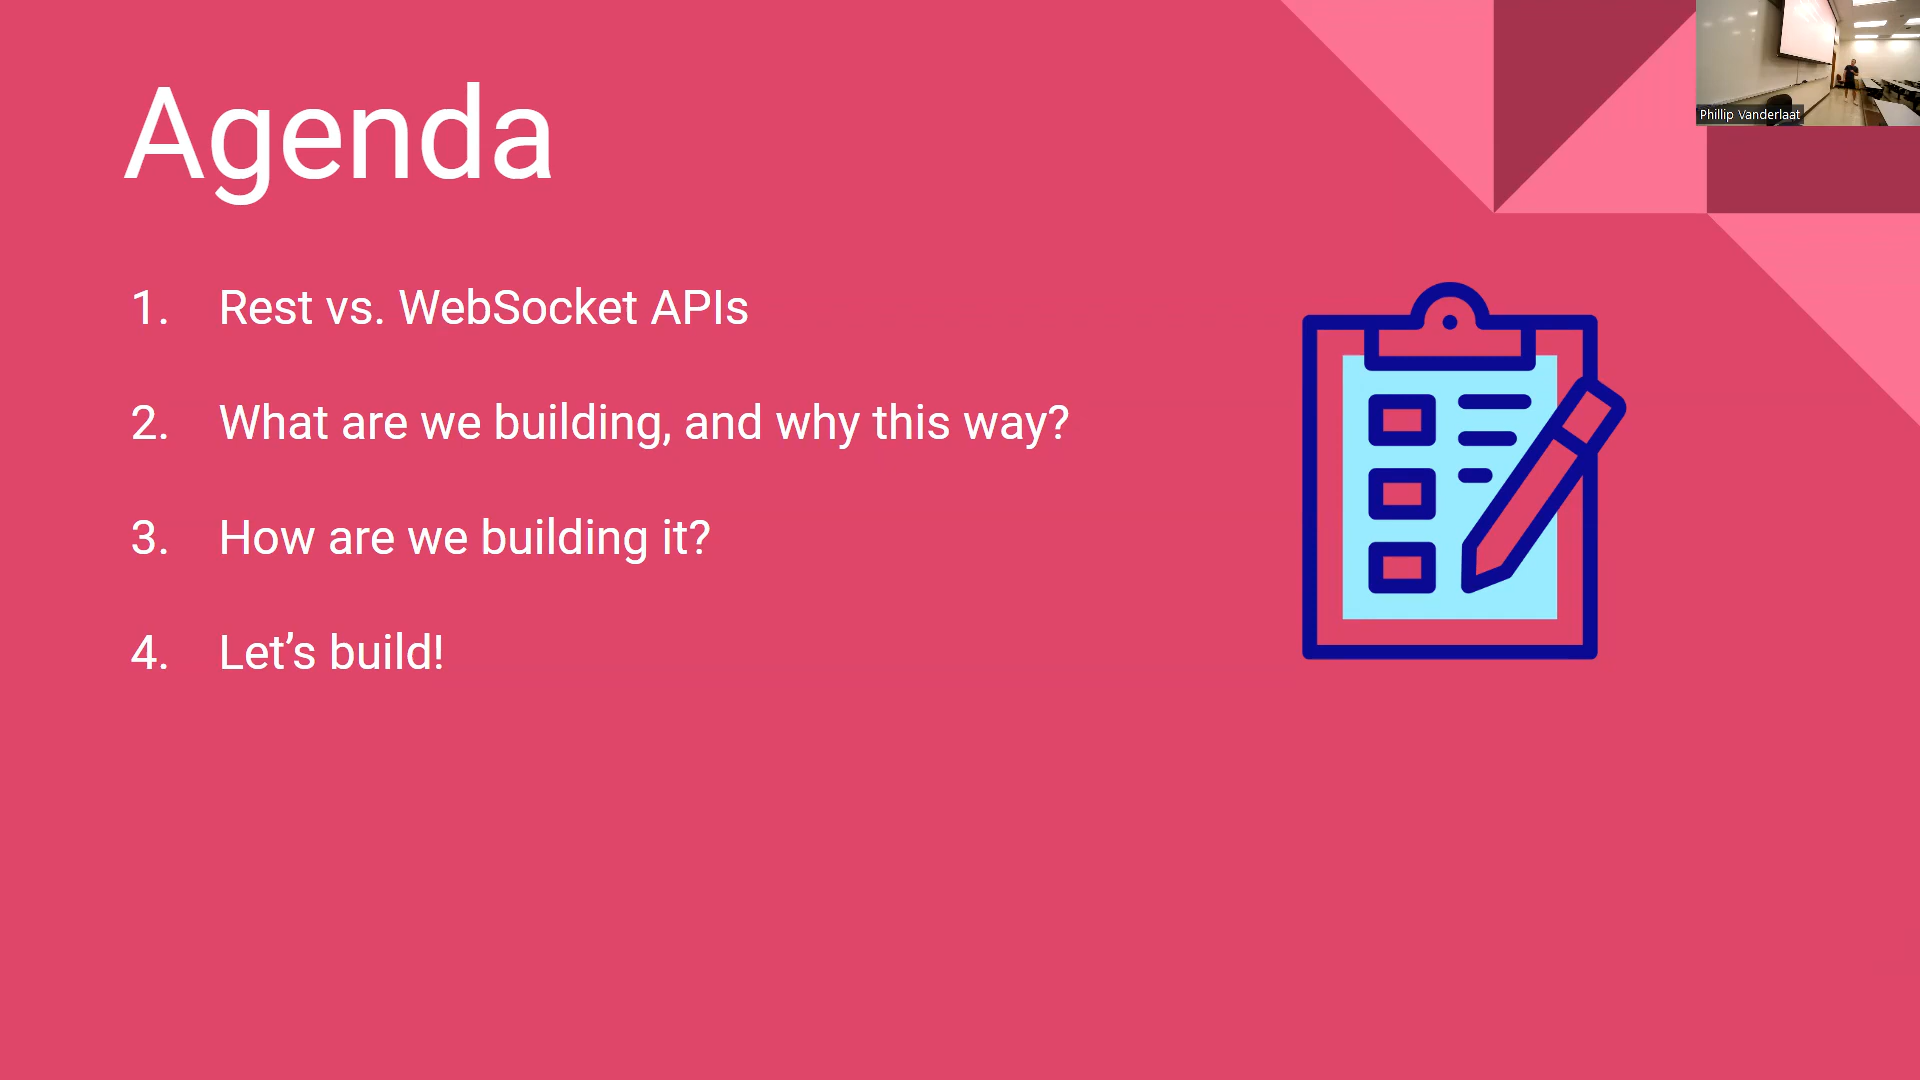 Agenda
1. Rest vs. WebSocket APIs
2. What are we building, and why this way?
3. How are we building it?
4. Let’s build!
Phillip Vanderlaat